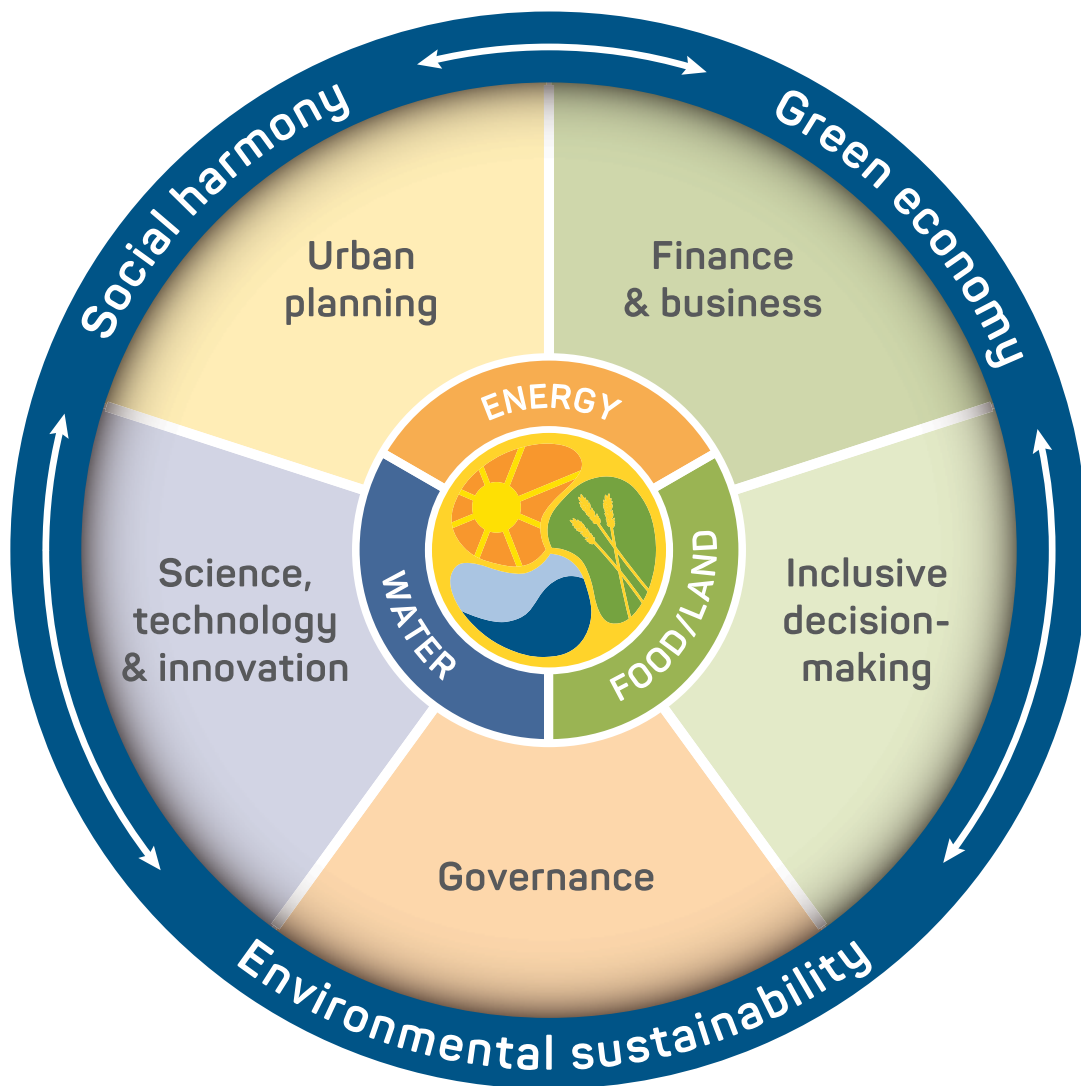 Social harmony
Green economy
Urban
planning
Finance
& business
ENERGY
WATER
FOOD/LAND
Science,
technology
& innovation
Inclusive
decision-
making
Governance
Environmental sustainability